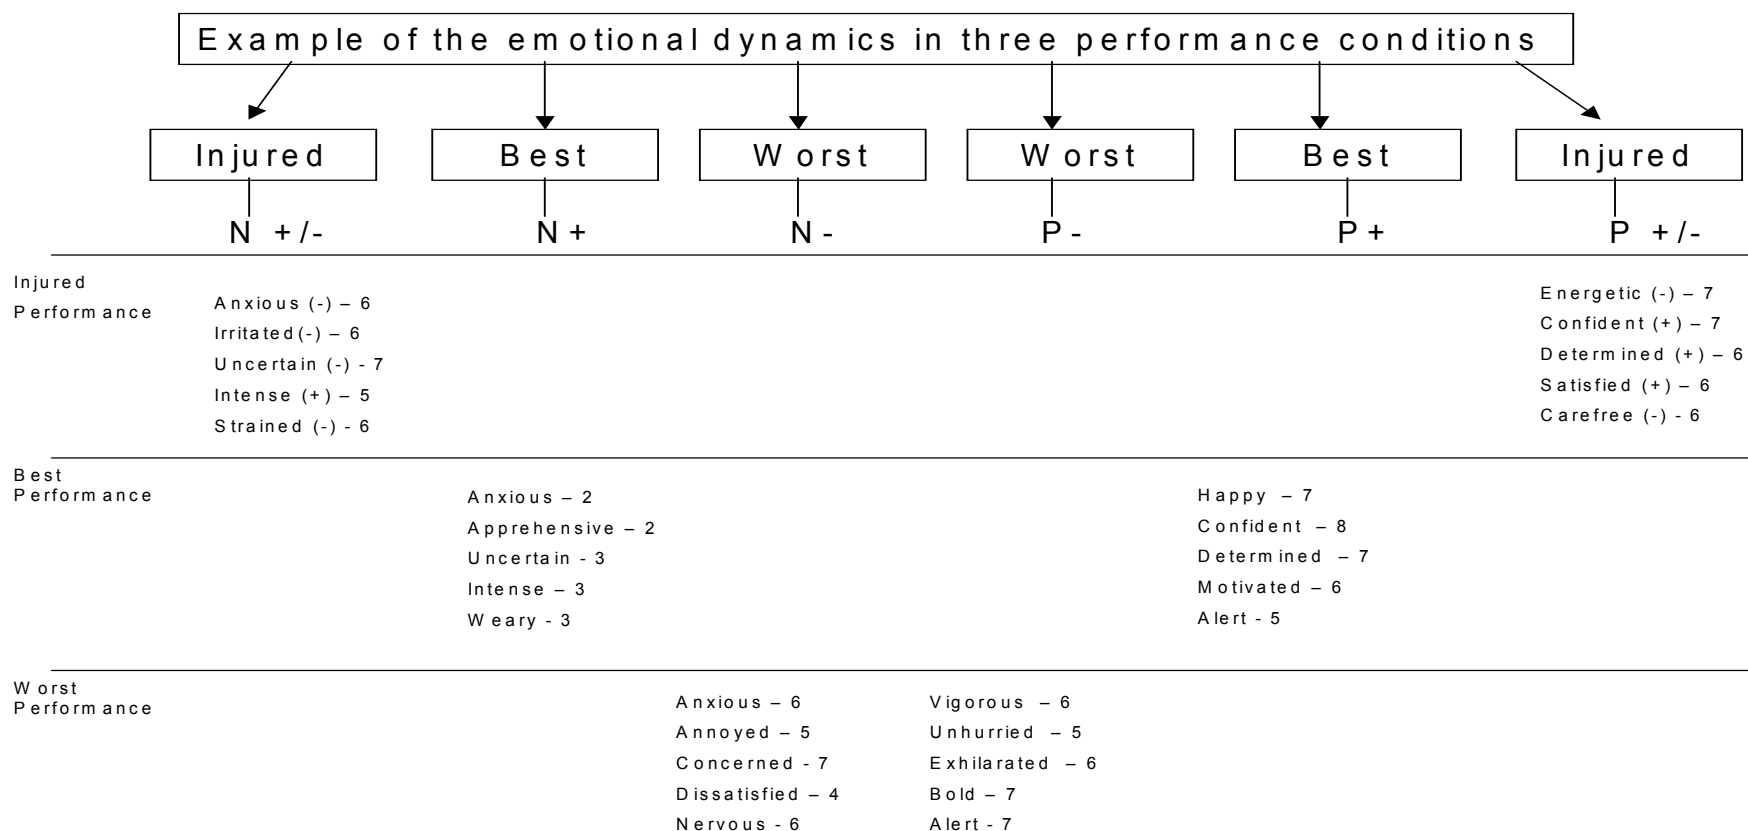 Example of the emotional dynamics in three performance conditions
Injured Best Worst Worst Best Injured
N +/- N+ N- P- P+ P +/-
Injured
Performance
Anxious (-) – 6
Irritated(-) – 6
Uncertain (-) - 7
Intense (+) – 5
Strained (-) - 6
Energetic (-) – 7
Confident (+) – 7
Determined (+) – 6
Satisfied (+) – 6
Carefree (-) - 6
Best
Performance
Anxious – 2
Apprehensive – 2
Uncertain - 3
Intense – 3
Weary - 3
Happy – 7
Confident – 8
Determined – 7
Motivated – 6
Alert - 5
Worst
Performance
Anxious – 6
Annoyed – 5
Concerned - 7
Dissatisfied – 4
Nervous - 6
Vigorous – 6
Unhurried – 5
Exhilarated – 6
Bold – 7
Alert - 7